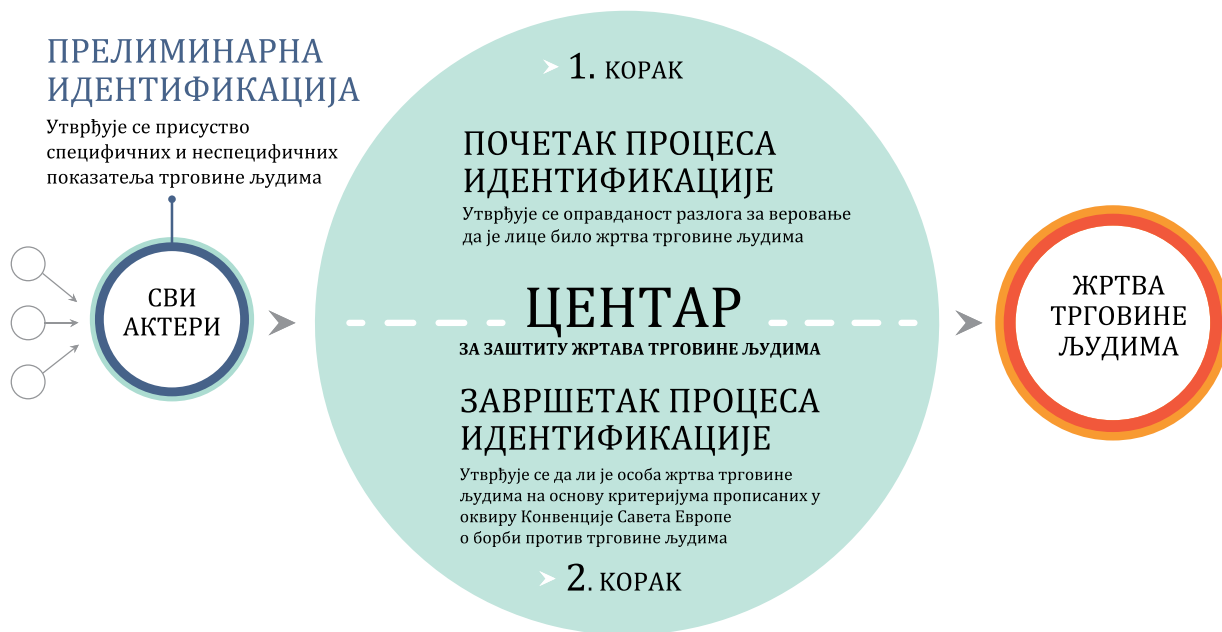 ПРЕЛИМИНАРНА
ИДЕНТИФИКАЦИЈА
Утврђује се присуство
специфичних и неспецифичних
показатеља трговине људима
СВИ
АКТЕРИ
1. КОРАК
ПОЧЕТАК ПРОЦЕСА
ИДЕНТИФИКАЦИЈЕ
Утврђује се оправданост разлога за веровање
да је лице било жртва трговине људима
ЦЕНТАР
ЗА ЗАШТИТУ ЖРТАВА ТРГОВИНЕ ЉУДИМА
ЗАВРШЕТАК ПРОЦЕСА
ИДЕНТИФИКАЦИЈЕ
Утврђује се да ли је особа жртва трговине
људима на основу критеријума прописаних у
оквиру Конвенције Савета Европе
о борби против трговине људима
2. КОРАК
ЖРТВА
ТРГОВИНЕ
ЉУДИМА